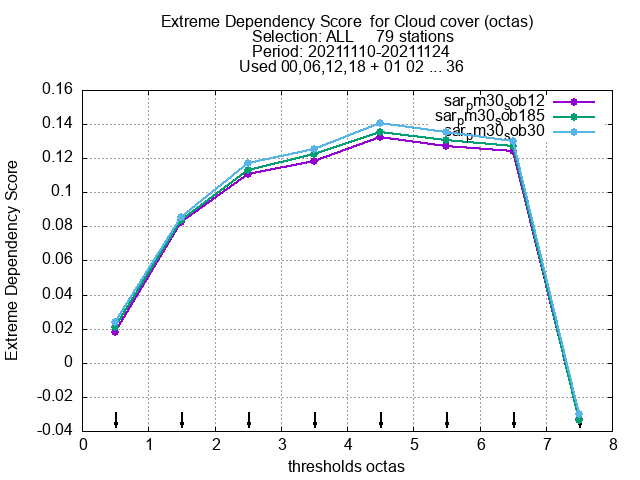 Extreme Dependency Score  for Cloud cover (octas)
Selection: ALL     79 stations
Period: 20211110-20211124
Used 00,06,12,18 + 01 02 ... 36
sar_pm30_sob12
sar_pm30_sob185
sar_pm30_sob30
0.16
0.14
0.12
0.1
0.08
0.06
0.04
0.02
0
-0.02
-0.04
Extreme Dependency Score
0 1 2 3 4 5 6 7 8
thresholds octas